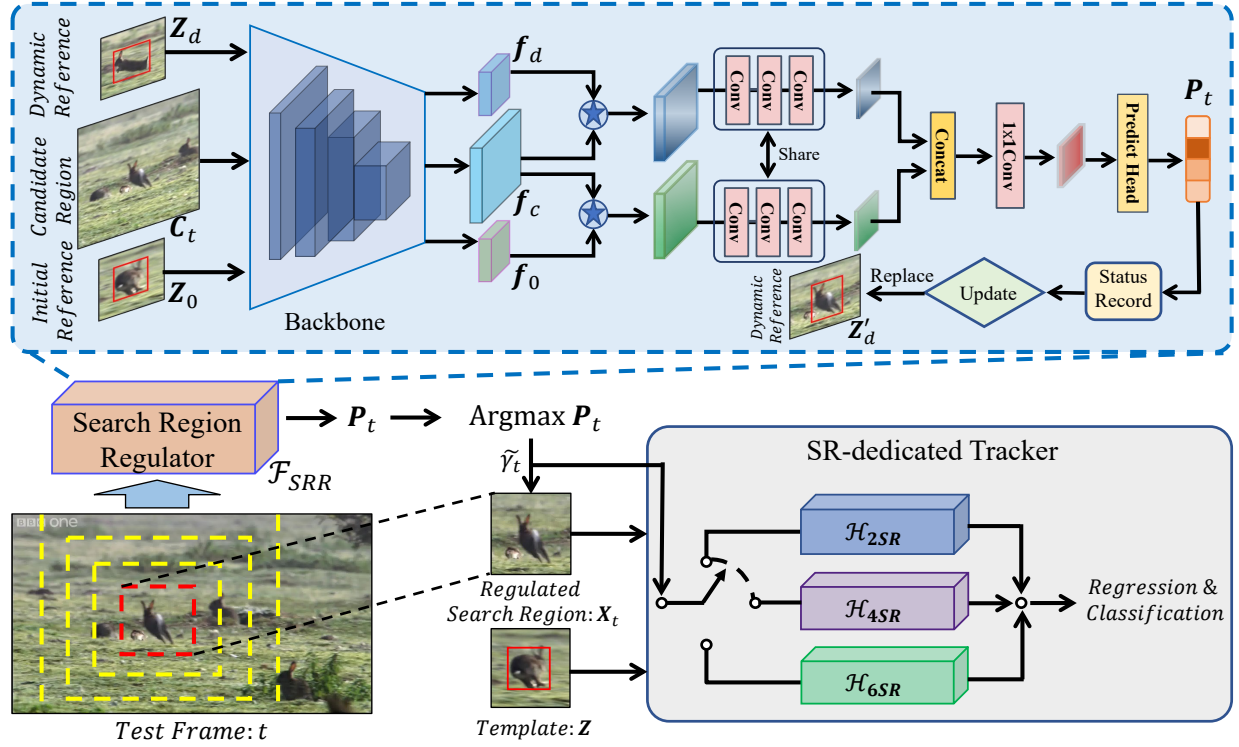 Dynamic
Reference
Z_d
Candidate
Region
C_t
Initial
Reference
Z_0
Backbone
f_d
f_c
f_0
Conv
Conv
Conv
Share
Conv
Conv
Conv
Concat
1x1Conv
Predict Head
P_t
Status
Record
Update
Replace
Dynamic
Reference
Z'_d
Search Region
Regulator
ℱ_SRR
P_t
Argmax P_t
γ̃_t
BBC one
Test Frame: t
Regulated
Search Region: X_t
Template: Z
SR-dedicated Tracker
ℋ_2SR
ℋ_4SR
ℋ_6SR
Regression &
Classification